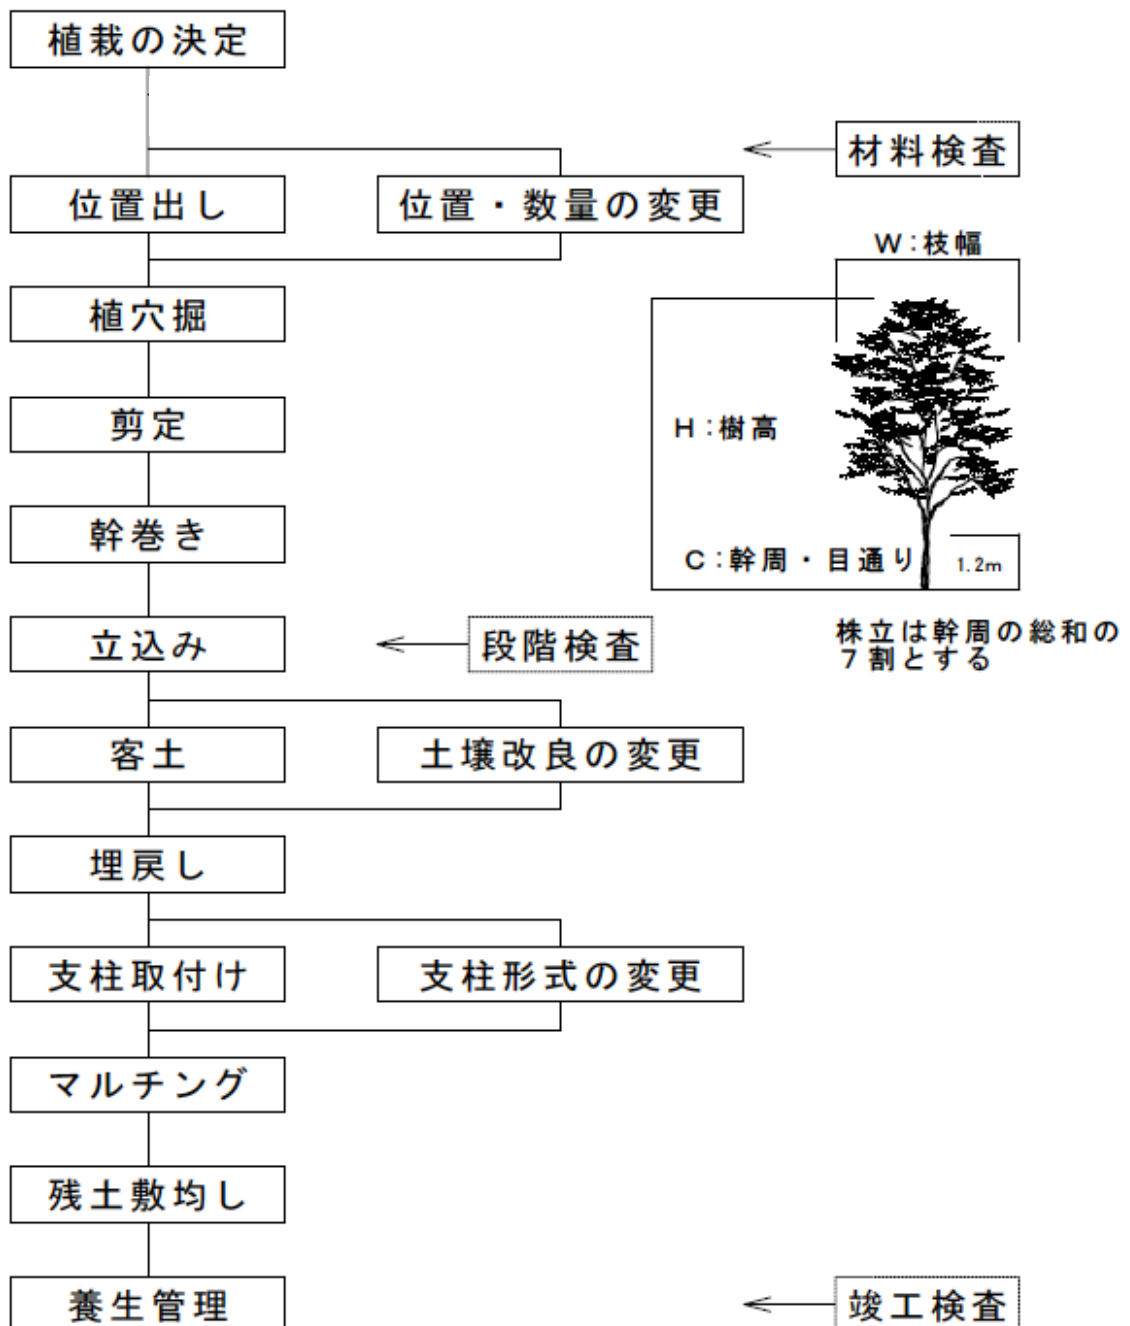 植栽の決定
材料検査
位置出し
位置・数量の変更
W:枝幅
植穴掘
剪定
H:樹高
幹巻き
C:幹周・目通り
1.2m
立込み
段階検査
株立は幹周の総和の
7割とする
客土
土壌改良の変更
埋戻し
支柱取付け
支柱形式の変更
マルチング
残土敷均し
養生管理
竣工検査